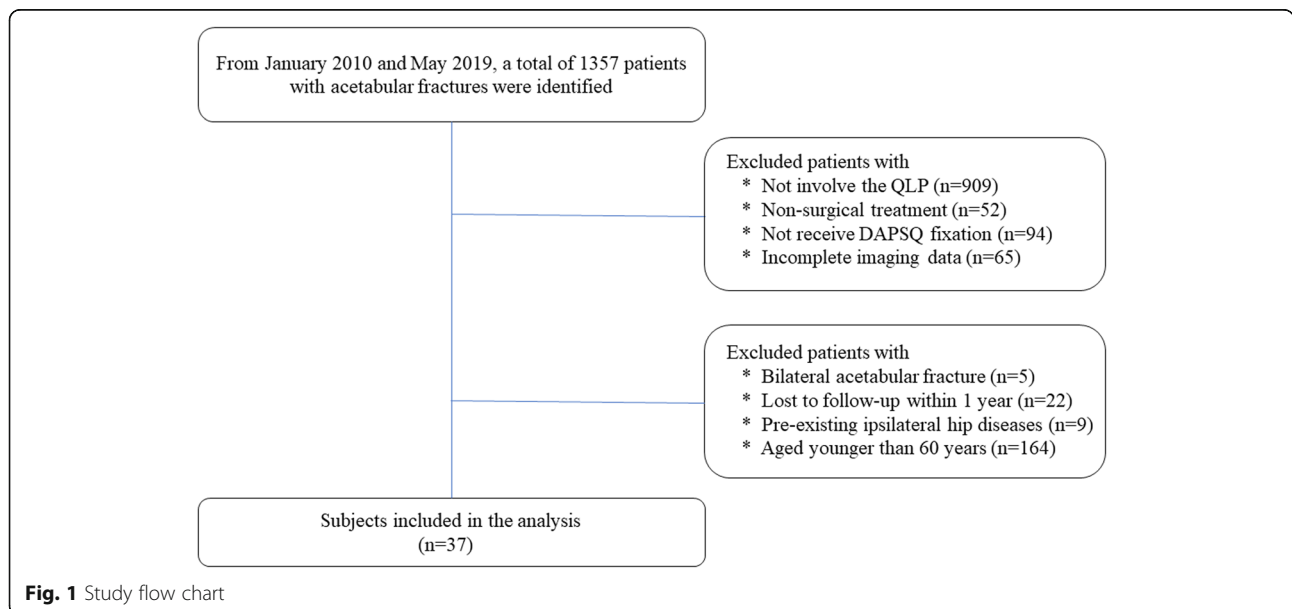 From January 2010 and May 2019, a total of 1357 patients
with acetabular fractures were identified
Excluded patients with
* Not involve the QLP (n=909)
* Non-surgical treatment (n=52)
* Not receive DAPSQ fixation (n=94)
* Incomplete imaging data (n=65)
Excluded patients with
* Bilateral acetabular fracture (n=5)
* Lost to follow-up within 1 year (n=22)
* Pre-existing ipsilateral hip diseases (n=9)
* Aged younger than 60 years (n=164)
Subjects included in the analysis
(n=37)
Fig. 1 Study flow chart